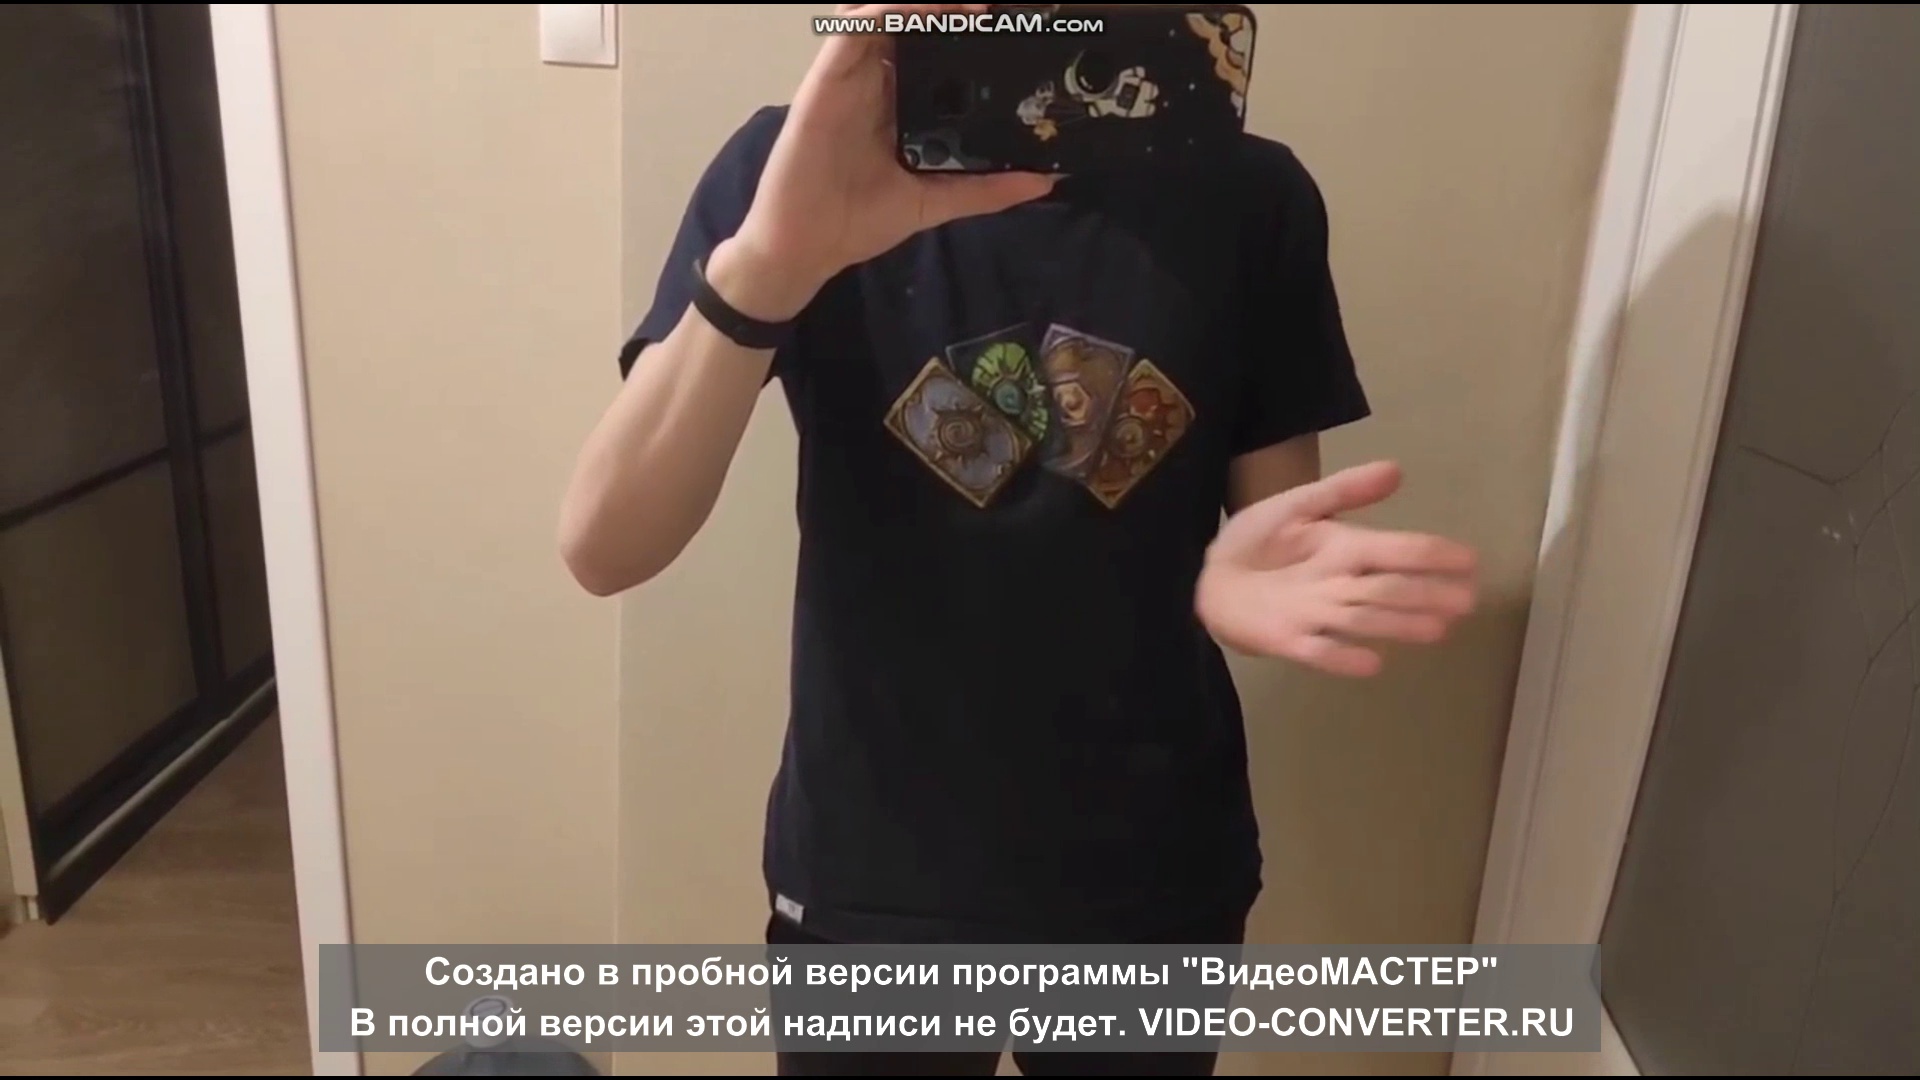 www.BANDICAM.com
Создано в пробной версии программы "ВидеоМАСТЕР"
В полной версии этой надписи не будет. VIDEO-CONVERTER.RU